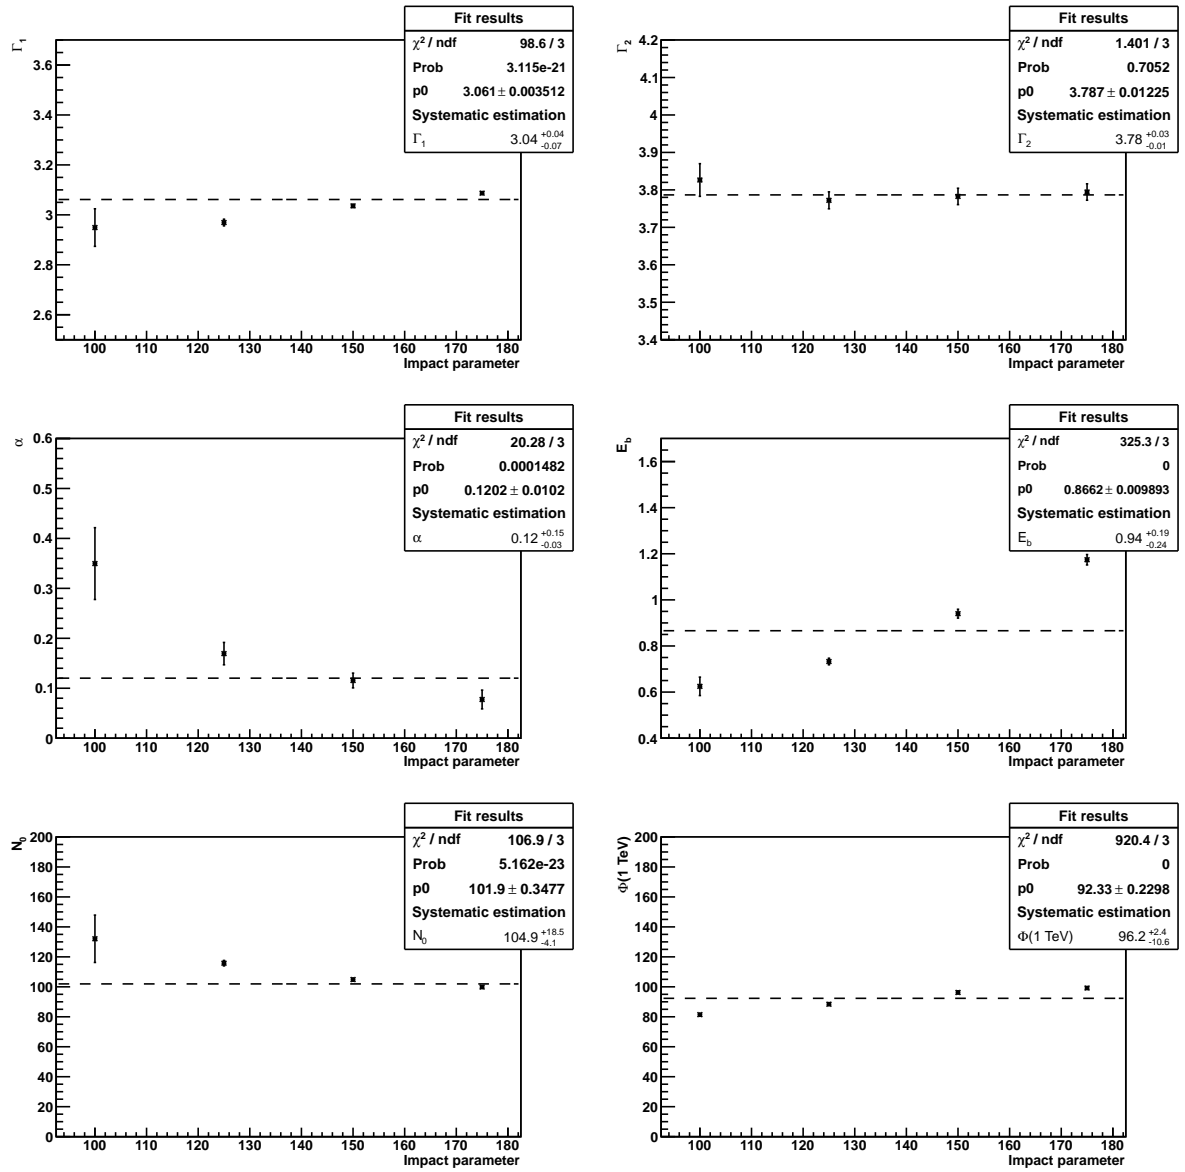 Γ1
Fit results
χ² / ndf 98.6 / 3
Prob 3.115e-21
p0 3.061 ± 0.003512
Systematic estimation
Γ1 3.04 +0.04 -0.07
3.6
3.4
3.2
3
2.8
2.6
100 110 120 130 140 150 160 170 180
Impact parameter
Γ2
Fit results
χ² / ndf 1.401 / 3
Prob 0.7052
p0 3.787 ± 0.01225
Systematic estimation
Γ2 3.78 +0.03 -0.01
4.2
4.1
4
3.9
3.8
3.7
3.6
3.5
3.4
100 110 120 130 140 150 160 170 180
Impact parameter
α
Fit results
χ² / ndf 20.28 / 3
Prob 0.0001482
p0 0.1202 ± 0.0102
Systematic estimation
α 0.12 +0.15 -0.03
0.6
0.5
0.4
0.3
0.2
0.1
0
100 110 120 130 140 150 160 170 180
Impact parameter
Eb
Fit results
χ² / ndf 325.3 / 3
Prob 0
p0 0.8662 ± 0.009893
Systematic estimation
Eb 0.94 +0.19 -0.24
1.6
1.4
1.2
1
0.8
0.6
0.4
100 110 120 130 140 150 160 170 180
Impact parameter
N0
Fit results
χ² / ndf 106.9 / 3
Prob 5.162e-23
p0 101.9 ± 0.3477
Systematic estimation
N0 104.9 +18.5 -4.1
200
180
160
140
120
100
80
60
40
20
0
100 110 120 130 140 150 160 170 180
Impact parameter
Φ(1 TeV)
Fit results
χ² / ndf 920.4 / 3
Prob 0
p0 92.33 ± 0.2298
Systematic estimation
Φ(1 TeV) 96.2 +2.4 -10.6
200
180
160
140
120
100
80
60
40
20
0
100 110 120 130 140 150 160 170 180
Impact parameter